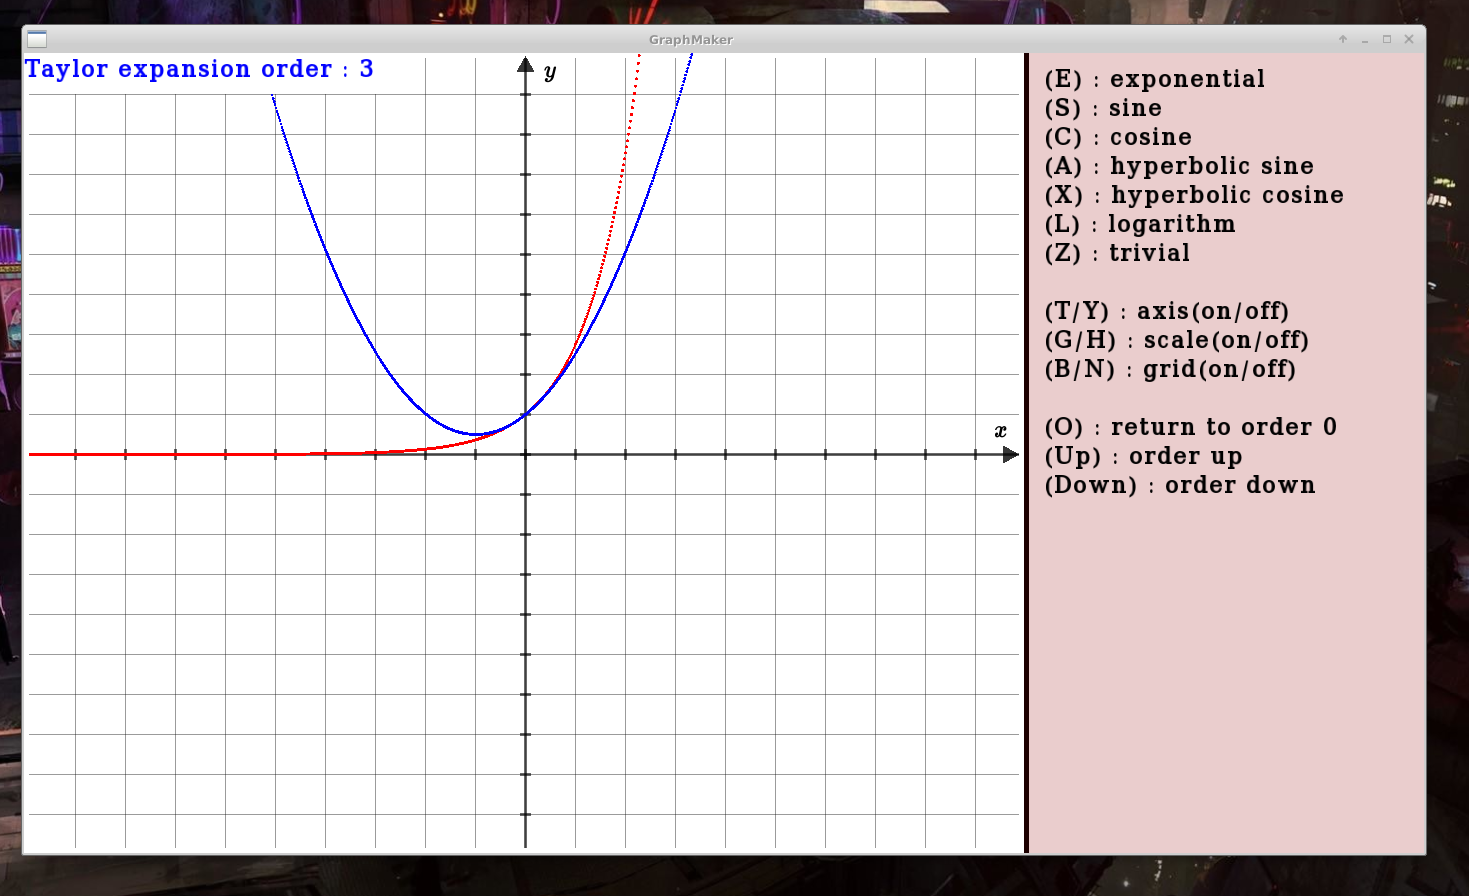 GraphMaker
Taylor expansion order : 3
y
x
(E) : exponential
(S) : sine
(C) : cosine
(A) : hyperbolic sine
(X) : hyperbolic cosine
(L) : logarithm
(Z) : trivial
(T/Y) : axis(on/off)
(G/H) : scale(on/off)
(B/N) : grid(on/off)
(O) : return to order 0
(Up) : order up
(Down) : order down